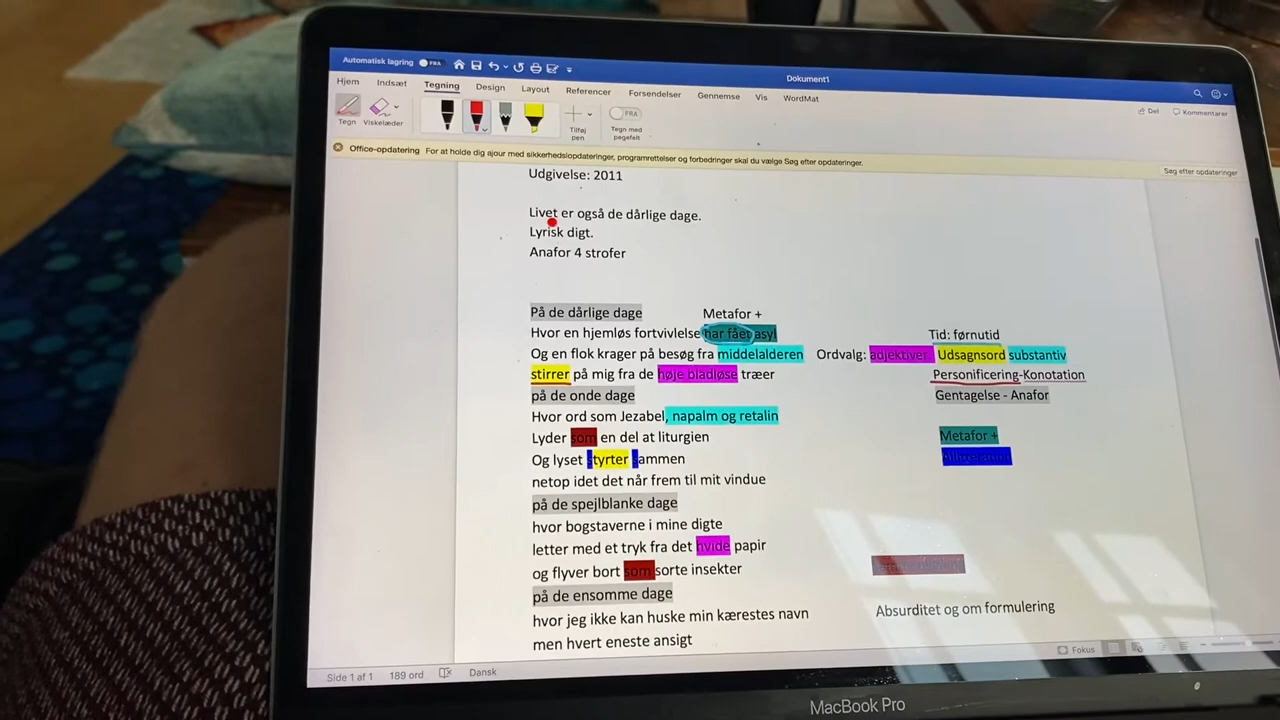 Automatisk lagring FRA
Dokument1
Hjem Indsæt Tegning Design Layout Referencer Forsendelser Gennemse Vis WordMat
Del Kommentarer
Tegn Viskelæder Tilføj pen FRA Tegn med pegefelt
Office-opdatering For at holde dig ajour med sikkerhedsopdateringer, programrettelser og forbedringer skal du vælge Søg efter opdateringer. Søg efter opdateringer
Udgivelse: 2011
Livet er også de dårlige dage.
Lyrisk digt.
Anafor 4 strofer
På de dårlige dage Metafor +
Hvor en hjemløs fortvivlelse har fået asyl Tid: førnutid
Og en flok krager på besøg fra middelalderen Ordvalg: adjektiver. Udsagnsord substantiv
stirrer på mig fra de høje bladløse træer Personificering-Konotation
på de onde dage Gentagelse - Anafor
Hvor ord som Jezabel, napalm og retalin
Lyder som en del at liturgien Metafor +
Og lyset styrter sammen
netop idet det når frem til mit vindue
på de spejlblanke dage
hvor bogstaverne i mine digte
letter med et tryk fra det hvide papir
og flyver bort som sorte insekter
på de ensomme dage
hvor jeg ikke kan huske min kærestes navn Absurditet og om formulering
men hvert eneste ansigt
Side 1 af 1 189 ord Dansk Fokus
MacBook Pro